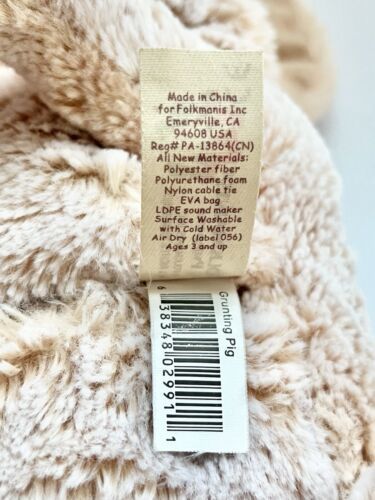 Made in China
for Folkmanis Inc
Emeryville, CA
94608 USA
Reg# PA-13864(CN)
All New Materials:
Polyester fiber
Polyurethane foam
Nylon cable tie
EVA bag
LDPE sound maker
Surface Washable
with Cold Water
Air Dry (label 056)
Ages 3 and up
Grunting Pig
6 38348 02991 1